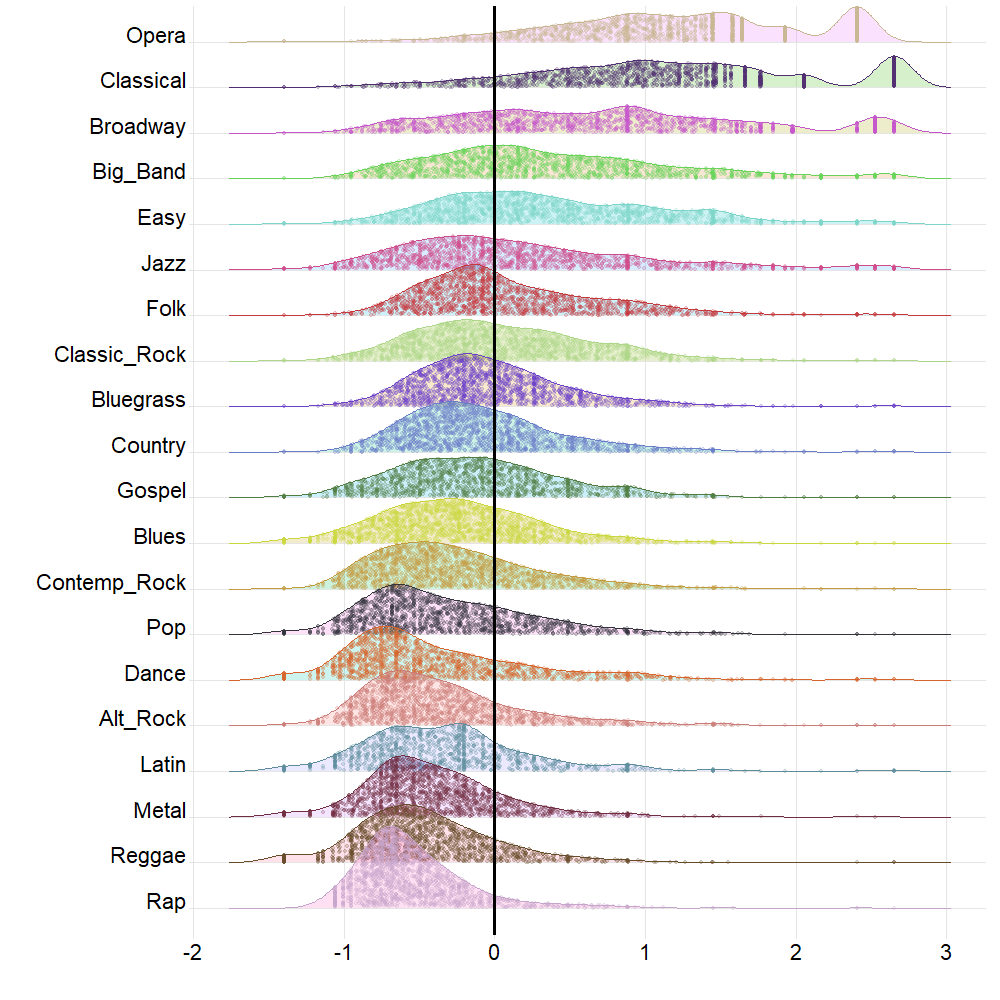 Opera
Classical
Broadway
Big_Band
Easy
Jazz
Folk
Classic_Rock
Bluegrass
Country
Gospel
Blues
Contemp_Rock
Pop
Dance
Alt_Rock
Latin
Metal
Reggae
Rap
-2 -1 0 1 2 3